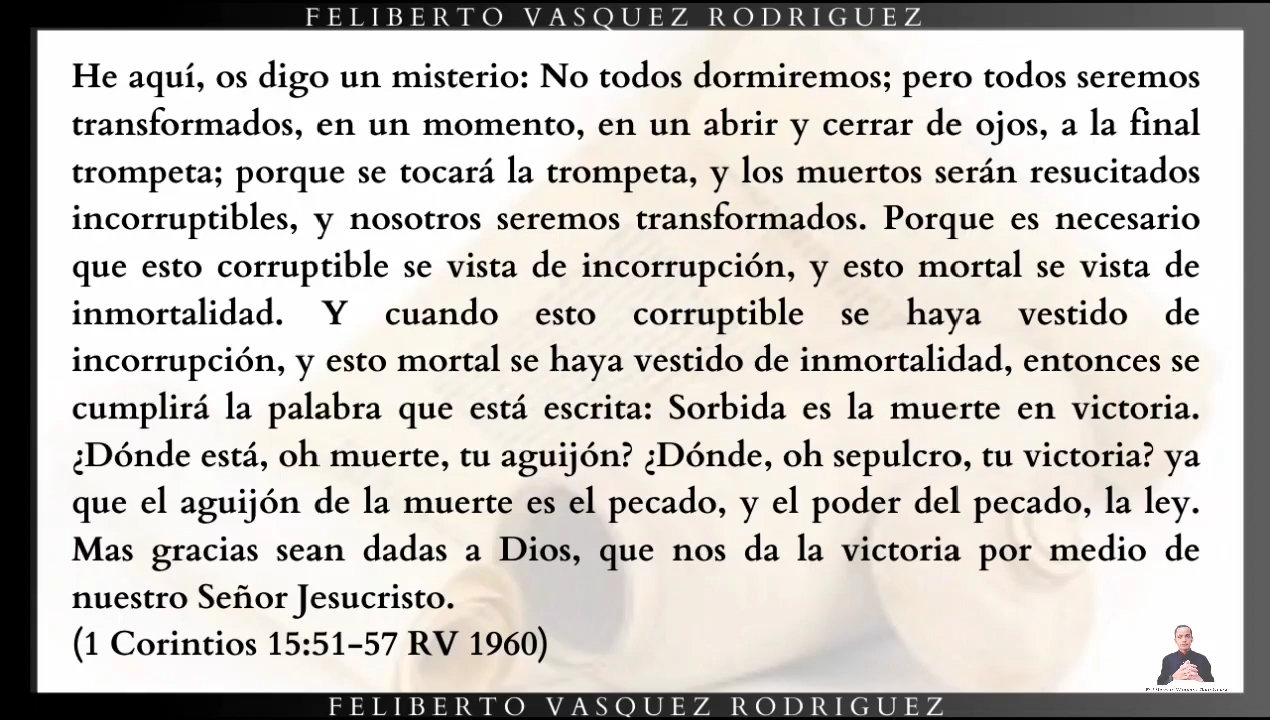 FELIBERTO VASQUEZ RODRIGUEZ
He aquí, os digo un misterio: No todos dormiremos; pero todos seremos
transformados, en un momento, en un abrir y cerrar de ojos, a la final
trompeta; porque se tocará la trompeta, y los muertos serán resucitados
incorruptibles, y nosotros seremos transformados. Porque es necesario
que esto corruptible se vista de incorrupción, y esto mortal se vista de
inmortalidad. Y cuando esto corruptible se haya vestido de
incorrupción, y esto mortal se haya vestido de inmortalidad, entonces se
cumplirá la palabra que está escrita: Sorbida es la muerte en victoria.
¿Dónde está, oh muerte, tu aguijón? ¿Dónde, oh sepulcro, tu victoria? ya
que el aguijón de la muerte es el pecado, y el poder del pecado, la ley.
Mas gracias sean dadas a Dios, que nos da la victoria por medio de
nuestro Señor Jesucristo.
(1 Corintios 15:51-57 RV 1960)
FELIBERTO VASQUEZ RODRIGUEZ